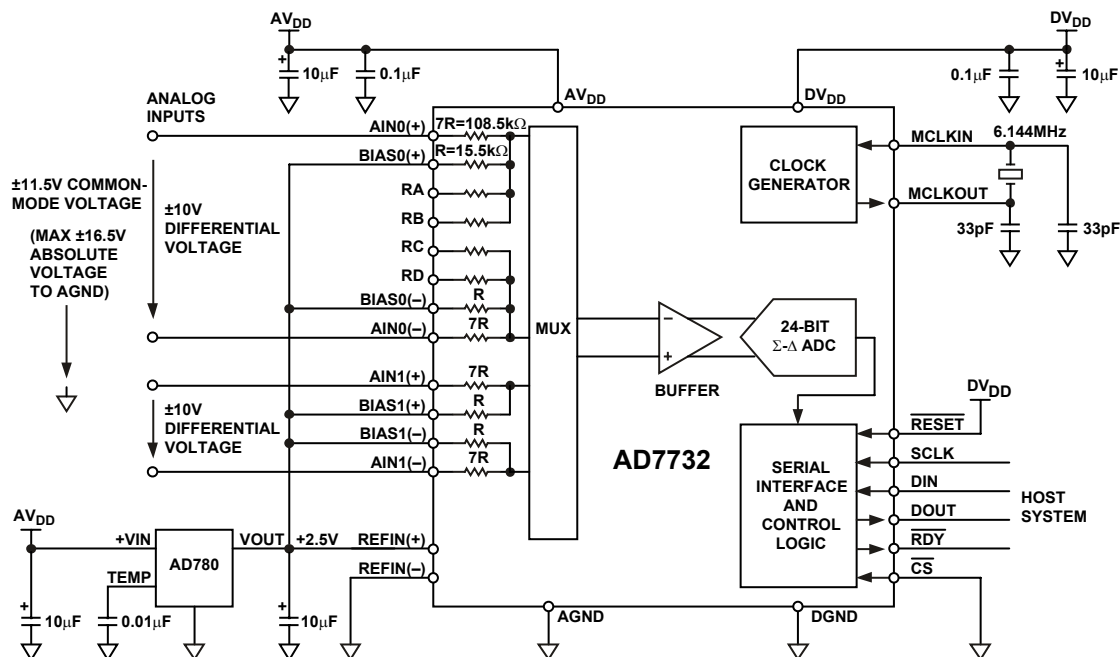 AVDD
10μF
0.1μF
DVDD
0.1μF
10μF
ANALOG
INPUTS
AVDD
DVDD
AIN0(+)
7R=108.5kΩ
BIAS0(+)
R=15.5kΩ
RA
RB
RC
RD
BIAS0(–)
R
AIN0(–)
7R
±11.5V COMMON-
MODE VOLTAGE
(MAX ±16.5V
ABSOLUTE
VOLTAGE
TO AGND)
±10V
DIFFERENTIAL
VOLTAGE
MUX
CLOCK
GENERATOR
MCLKIN
6.144MHz
MCLKOUT
33pF
33pF
–
+
BUFFER
24-BIT
Σ-Δ ADC
AIN1(+)
7R
BIAS1(+)
R
BIAS1(–)
R
AIN1(–)
7R
±10V
DIFFERENTIAL
VOLTAGE
AD7732
SERIAL
INTERFACE
AND
CONTROL
LOGIC
DVDD
RESET
SCLK
DIN
DOUT
RDY
CS
HOST
SYSTEM
AVDD
+VIN
AD780
VOUT
+2.5V
REFIN(+)
TEMP
REFIN(–)
10μF
0.01μF
10μF
AGND
DGND